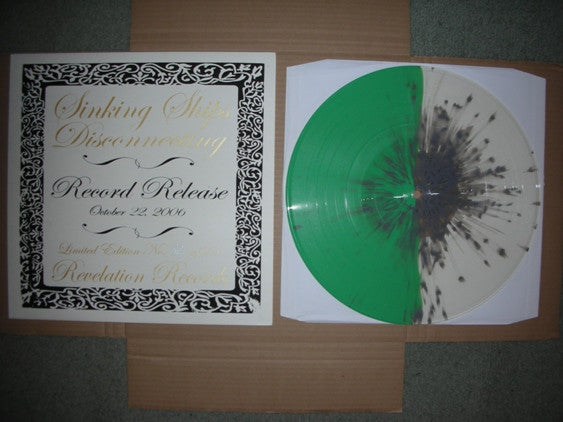 Sinking Ships
Disconnecting
Record Release
October 22, 2006
Limited Edition No.
Revelation Records